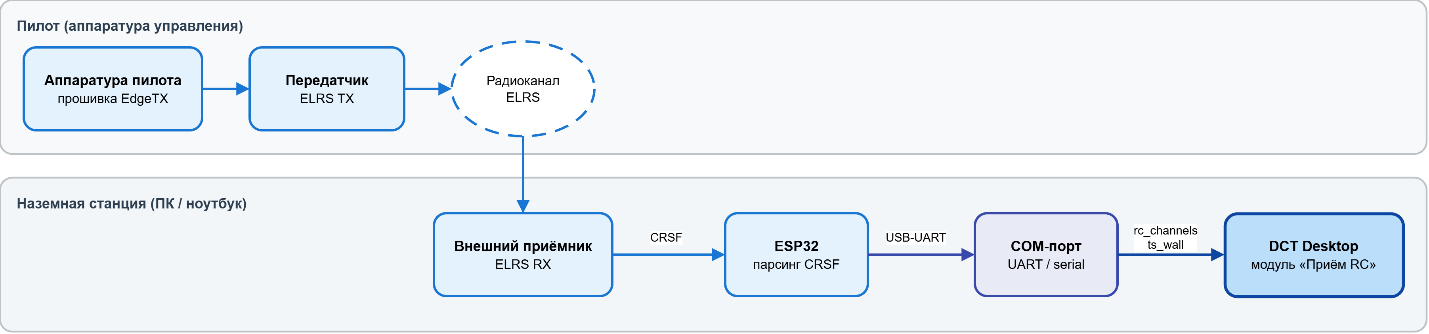 Пилот (аппаратура управления)
Аппаратура пилота
прошивка EdgeTX
Передатчик
ELRS TX
Радиоканал
ELRS
Наземная станция (ПК / ноутбук)
Внешний приёмник
ELRS RX
CRSF
ESP32
парсинг CRSF
USB-UART
COM-порт
UART / serial
rc_channels
ts_wall
DCT Desktop
модуль «Приём RC»